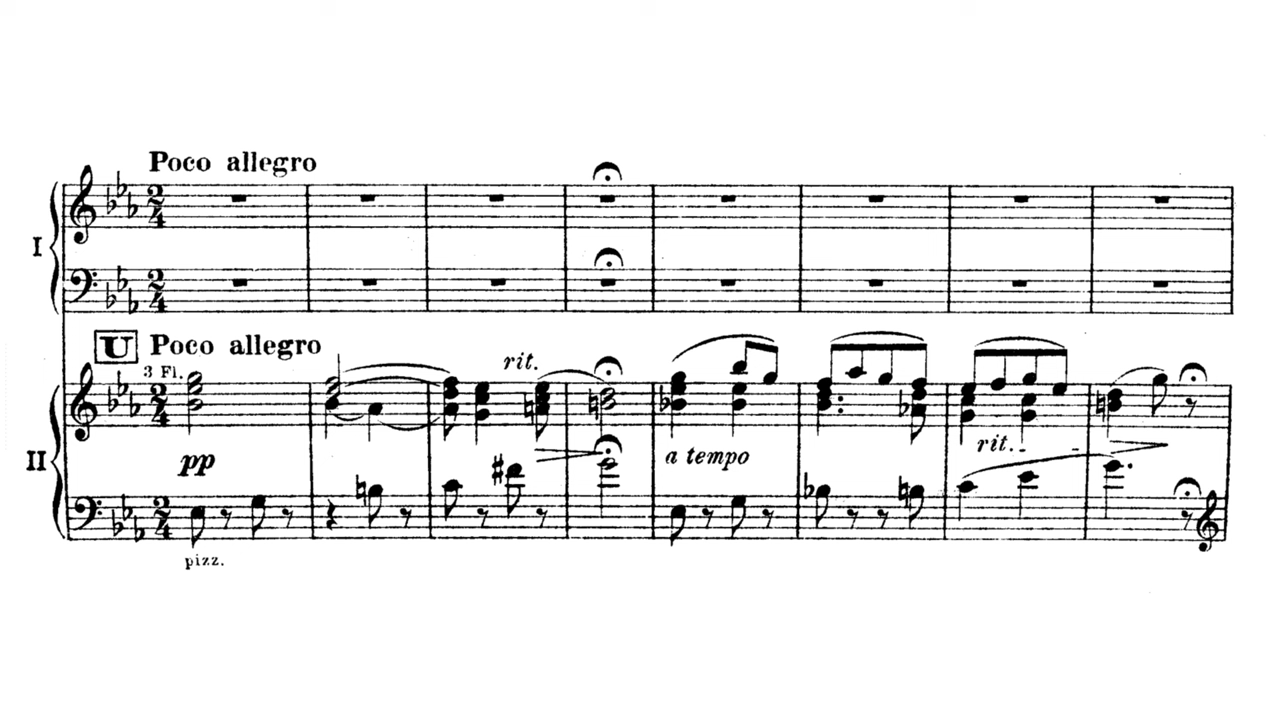 Poco allegro
I
U Poco allegro
3 Fl.
rit.
II
pp
a tempo
rit.
pizz.